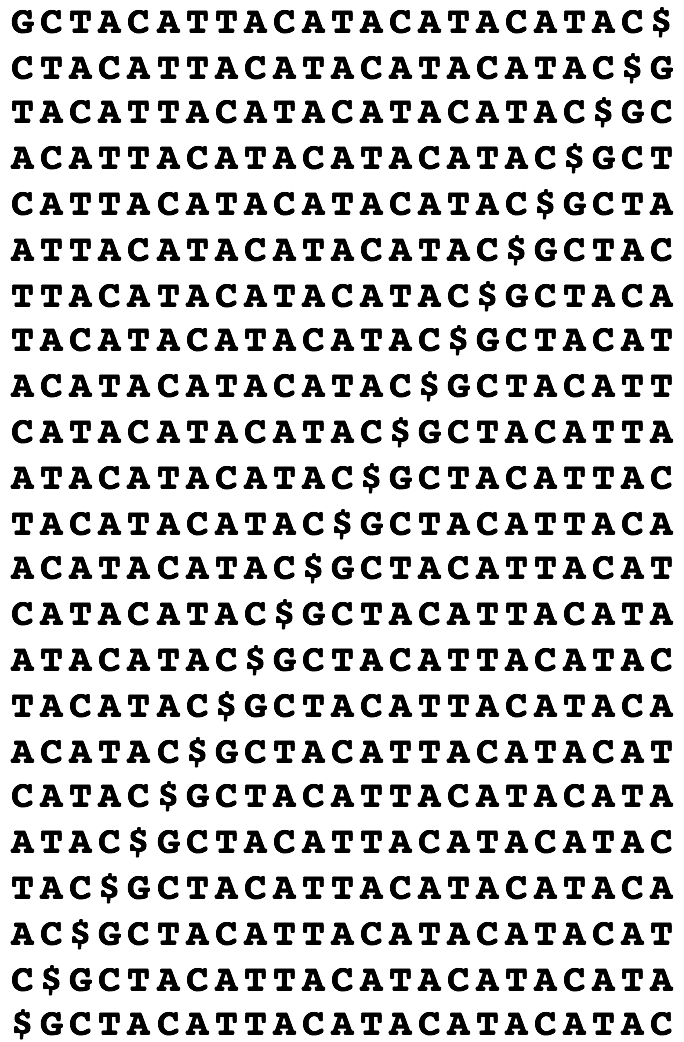 GCTACATTACATACATACATAC$
CTACATTACATACATACATAC$G
TACATTACATACATACATAC$GC
ACATTACATACATACATAC$GCT
CATTACATACATACATAC$GCTA
ATTACATACATACATAC$GCTAC
TTACATACATACATAC$GCTACA
TACATACATACATAC$GCTACAT
ACATACATACATAC$GCTACATT
CATACATACATAC$GCTACATTA
ATACATACATAC$GCTACATTAC
TACATACATAC$GCTACATTACA
ACATACATAC$GCTACATTACAT
CATACATAC$GCTACATTACATA
ATACATAC$GCTACATTACATAC
TACATAC$GCTACATTACATACA
ACATAC$GCTACATTACATACAT
CATAC$GCTACATTACATACATA
ATAC$GCTACATTACATACATAC
TAC$GCTACATTACATACATACA
AC$GCTACATTACATACATACAT
C$GCTACATTACATACATACATA
$GCTACATTACATACATACATAC